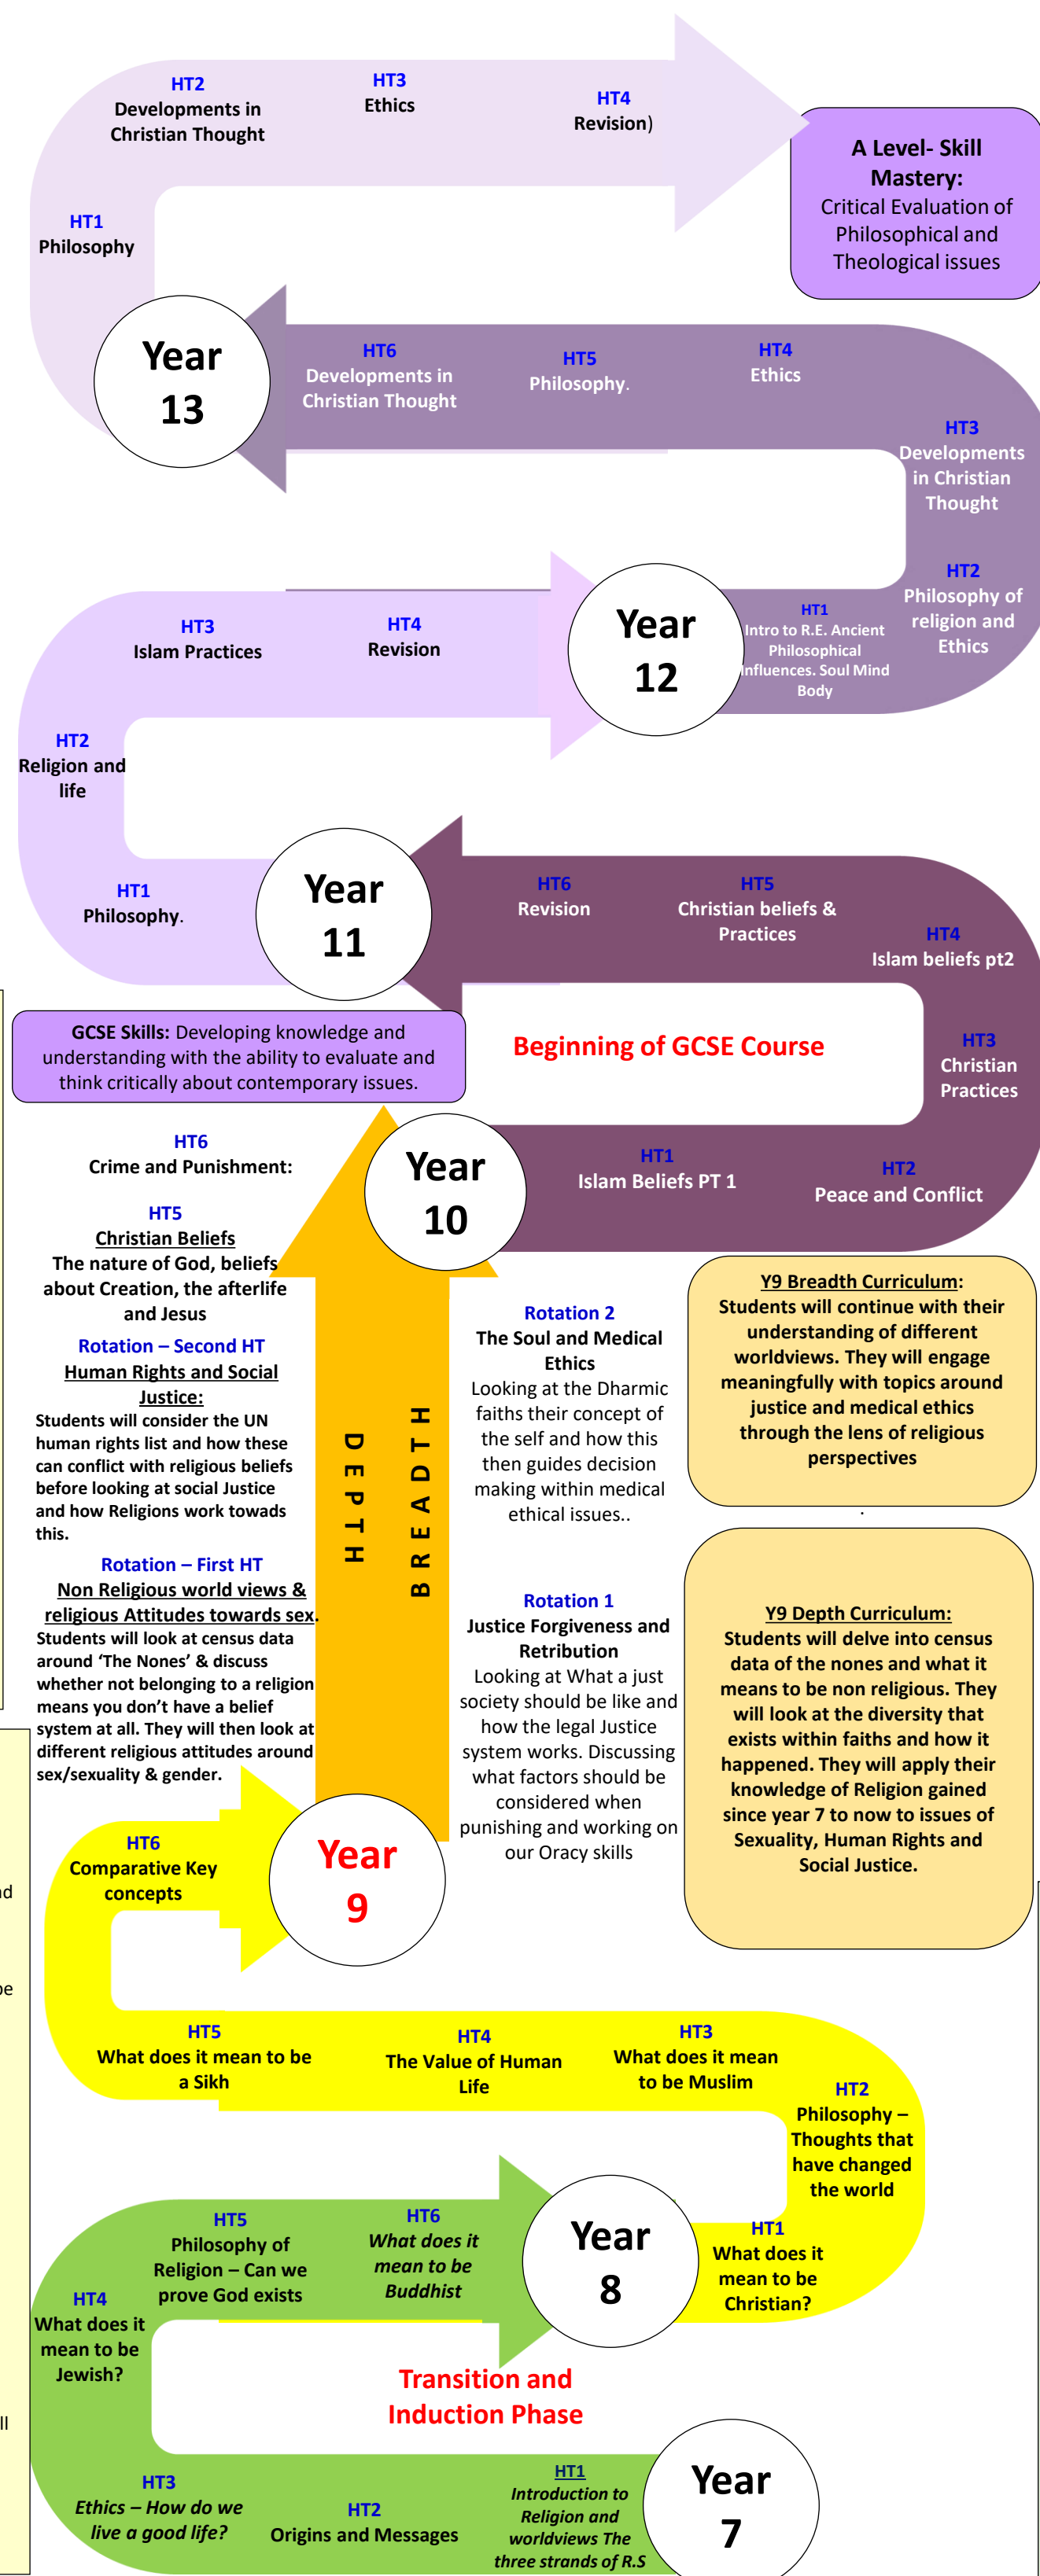 HT2
Developments in
Christian Thought
HT3
Ethics
HT4
Revision)
A Level- Skill
Mastery:
Critical Evaluation of
Philosophical and
Theological issues
HT1
Philosophy
Year
13
HT6
Developments in
Christian Thought
HT5
Philosophy.
HT4
Ethics
HT3
Developments
in Christian
Thought
HT2
Philosophy of
religion and
Ethics
HT1
Intro to R.E. Ancient
Philosophical
Influences. Soul Mind
Body
Year
12
HT3
Islam Practices
HT4
Revision
HT2
Religion and
life
HT1
Philosophy.
Year
11
HT6
Revision
HT5
Christian beliefs &
Practices
HT4
Islam beliefs pt2
HT3
Christian
Practices
GCSE Skills: Developing knowledge and
understanding with the ability to evaluate and
think critically about contemporary issues.
Beginning of GCSE Course
HT1
Islam Beliefs PT 1
HT2
Peace and Conflict
Year
10
HT6
Crime and Punishment:
HT5
Christian Beliefs
The nature of God, beliefs
about Creation, the afterlife
and Jesus
Rotation – Second HT
Human Rights and Social
Justice:
Students will consider the UN
human rights list and how these
can conflict with religious beliefs
before looking at social Justice
and how Religions work towads
this.
Rotation – First HT
Non Religious world views &
religious Attitudes towards sex.
Students will look at census data
around ‘The Nones’ & discuss
whether not belonging to a religion
means you don’t have a belief
system at all. They will then look at
different religious attitudes around
sex/sexuality & gender.
DEPTH
BREADTH
Rotation 2
The Soul and Medical
Ethics
Looking at the Dharmic
faiths their concept of
the self and how this
then guides decision
making within medical
ethical issues..
Rotation 1
Justice Forgiveness and
Retribution
Looking at What a just
society should be like and
how the legal Justice
system works. Discussing
what factors should be
considered when
punishing and working on
our Oracy skills
Y9 Breadth Curriculum:
Students will continue with their
understanding of different
worldviews. They will engage
meaningfully with topics around
justice and medical ethics
through the lens of religious
perspectives
.
Y9 Depth Curriculum:
Students will delve into census
data of the nones and what it
means to be non religious. They
will look at the diversity that
exists within faiths and how it
happened. They will apply their
knowledge of Religion gained
since year 7 to now to issues of
Sexuality, Human Rights and
Social Justice.
Year
9
HT6
Comparative Key
concepts
HT5
What does it mean to be
a Sikh
HT4
The Value of Human
Life
HT3
What does it mean
to be Muslim
HT2
Philosophy –
Thoughts that
have changed
the world
HT1
What does it
mean to be
Christian?
Year
8
HT6
What does it
mean to be
Buddhist
HT5
Philosophy of
Religion – Can we
prove God exists
HT4
What does it
mean to be
Jewish?
Transition and
Induction Phase
HT3
Ethics – How do we
live a good life?
HT2
Origins and Messages
HT1
Introduction to
Religion and
worldviews The
three strands of R.S
Year
7